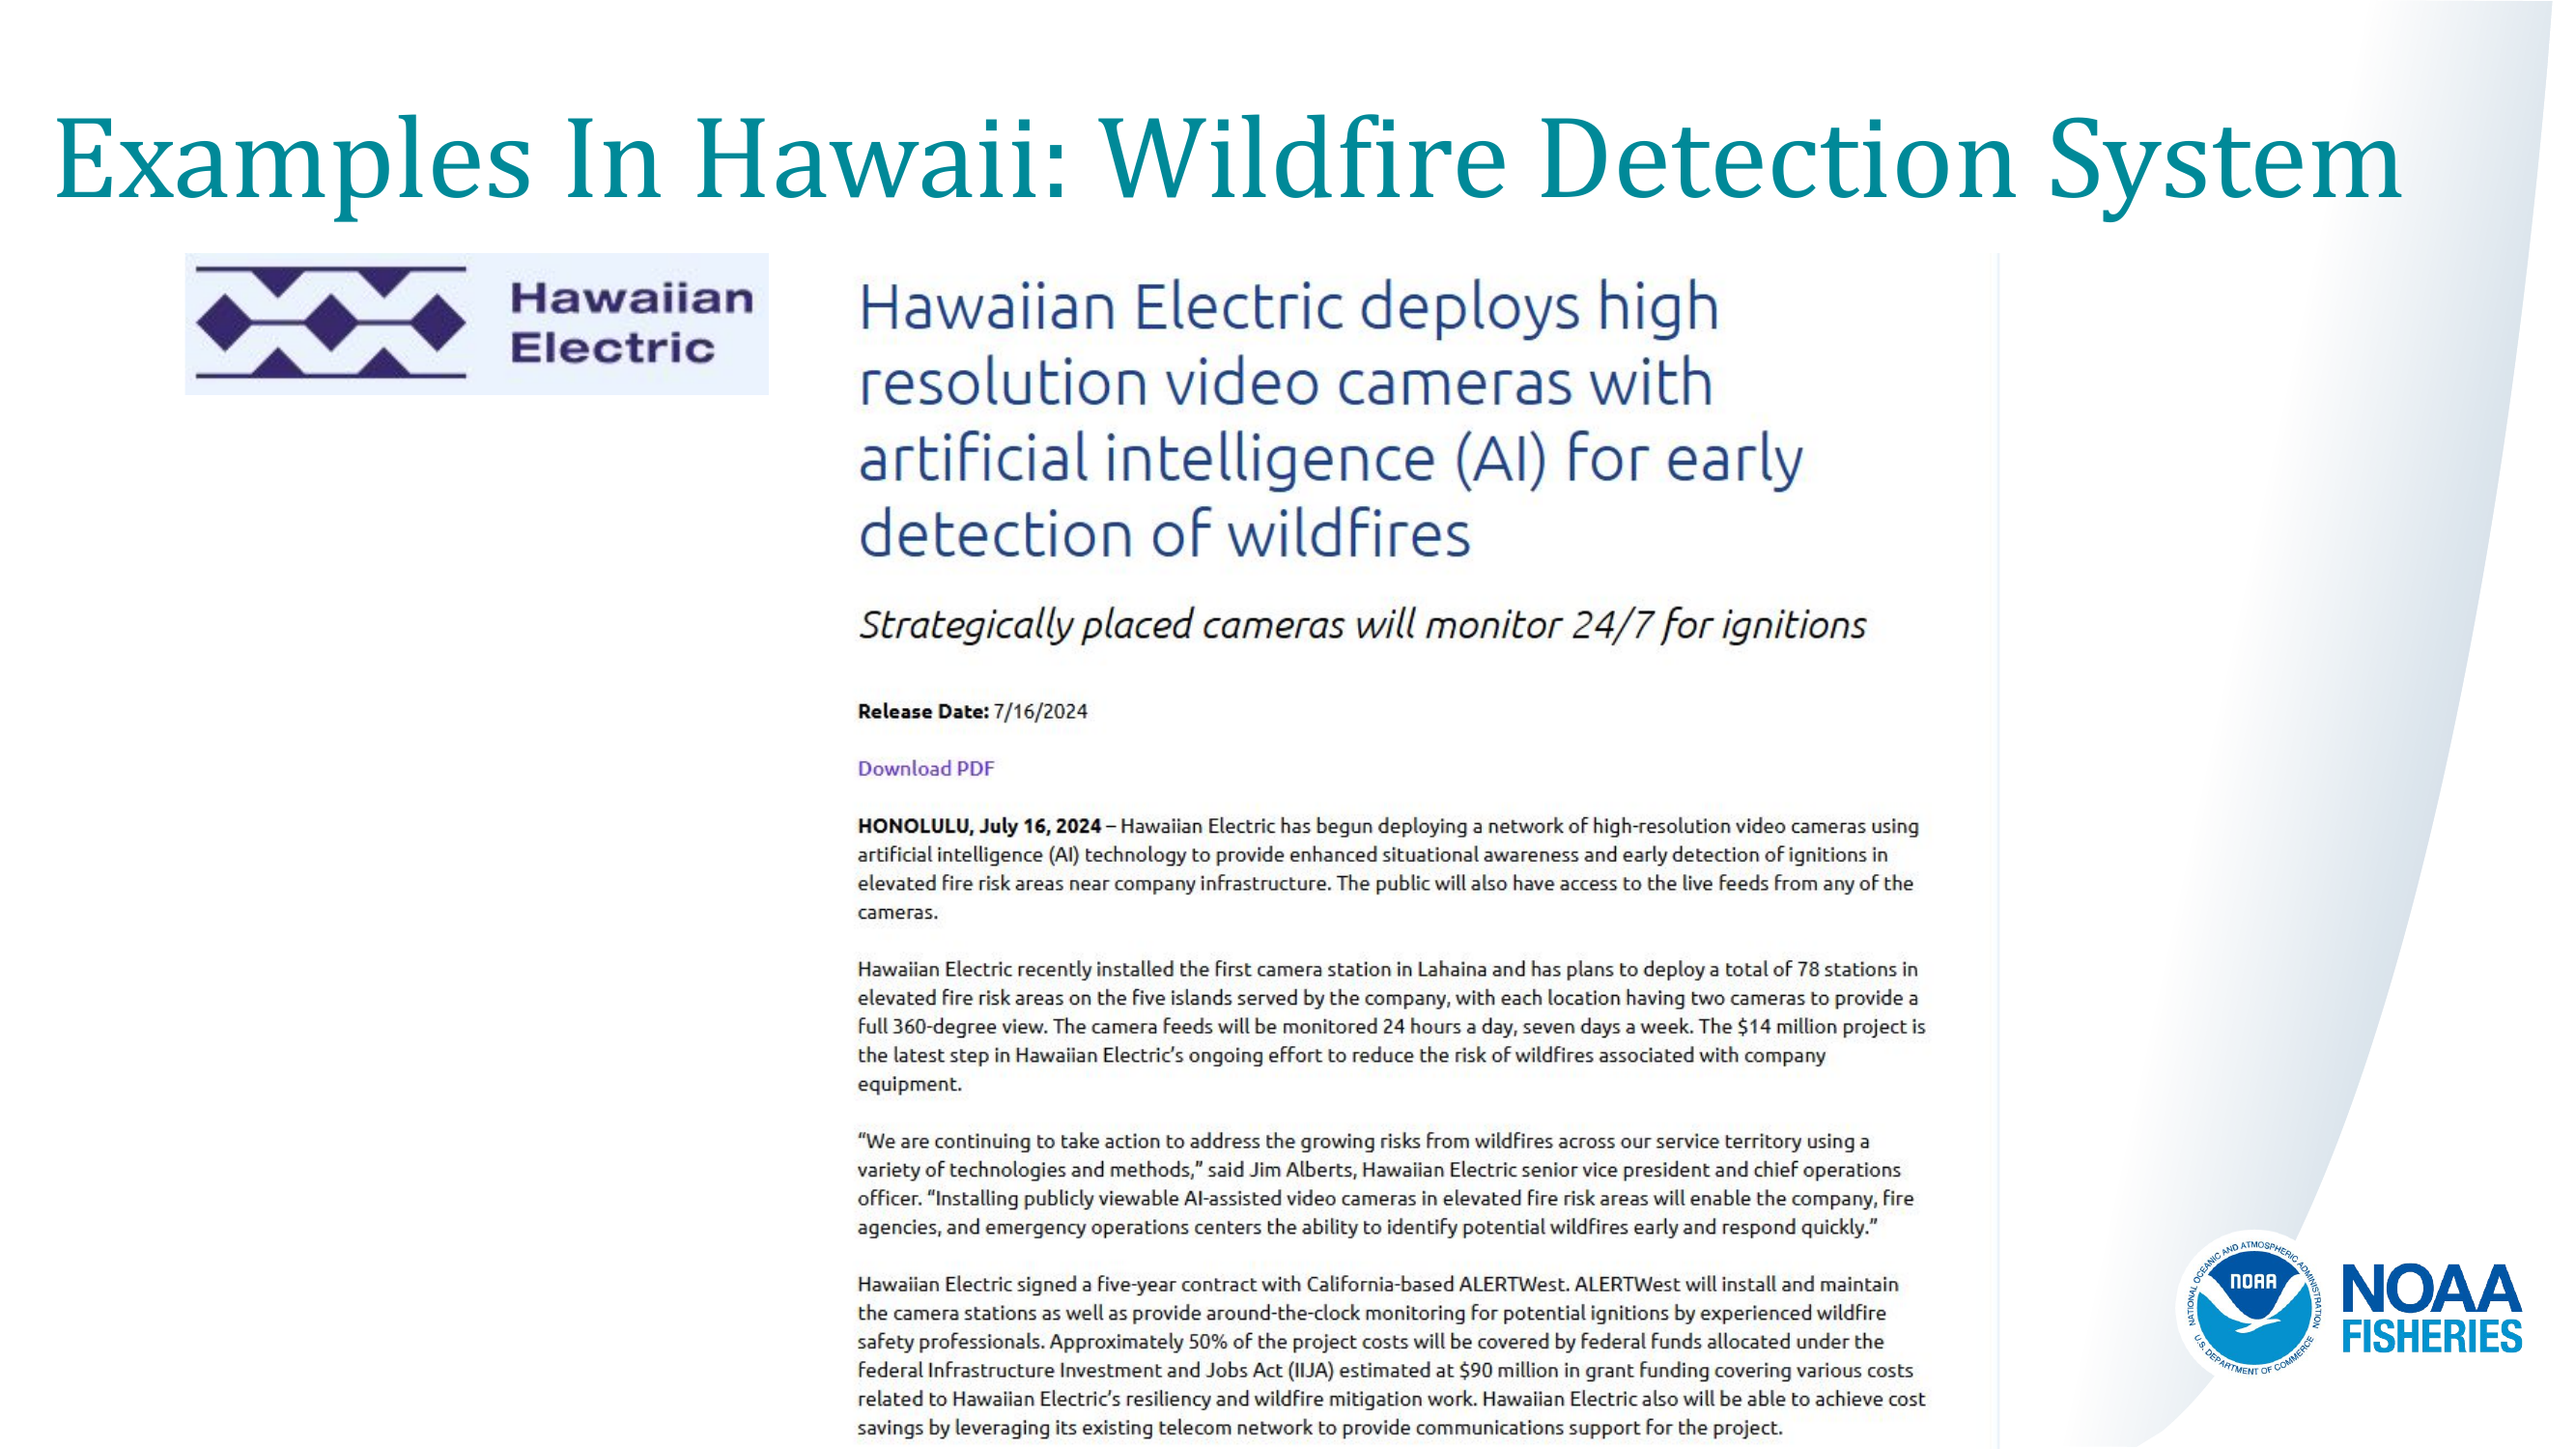 Examples In Hawaii: Wildfire Detection System
Hawaiian
Electric
Hawaiian Electric deploys high
resolution video cameras with
artificial intelligence (AI) for early
detection of wildfires
Strategically placed cameras will monitor 24/7 for ignitions
Release Date: 7/16/2024
Download PDF
HONOLULU, July 16, 2024 – Hawaiian Electric has begun deploying a network of high-resolution video cameras using
artificial intelligence (AI) technology to provide enhanced situational awareness and early detection of ignitions in
elevated fire risk areas near company infrastructure. The public will also have access to the live feeds from any of the
cameras.
Hawaiian Electric recently installed the first camera station in Lahaina and has plans to deploy a total of 78 stations in
elevated fire risk areas on the five islands served by the company, with each location having two cameras to provide a
full 360-degree view. The camera feeds will be monitored 24 hours a day, seven days a week. The $14 million project is
the latest step in Hawaiian Electric’s ongoing effort to reduce the risk of wildfires associated with company
equipment.
“We are continuing to take action to address the growing risks from wildfires across our service territory using a
variety of technologies and methods,” said Jim Alberts, Hawaiian Electric senior vice president and chief operations
officer. “Installing publicly viewable AI-assisted video cameras in elevated fire risk areas will enable the company, fire
agencies, and emergency operations centers the ability to identify potential wildfires early and respond quickly.”
Hawaiian Electric signed a five-year contract with California-based ALERTWest. ALERTWest will install and maintain
the camera stations as well as provide around-the-clock monitoring for potential ignitions by experienced wildfire
safety professionals. Approximately 50% of the project costs will be covered by federal funds allocated under the
federal Infrastructure Investment and Jobs Act (IIJA) estimated at $90 million in grant funding covering various costs
related to Hawaiian Electric’s resiliency and wildfire mitigation work. Hawaiian Electric also will be able to achieve cost
savings by leveraging its existing telecom network to provide communications support for the project.
NATIONAL OCEANIC AND ATMOSPHERIC ADMINISTRATION
NOAA
U.S. DEPARTMENT OF COMMERCE
NOAA
FISHERIES